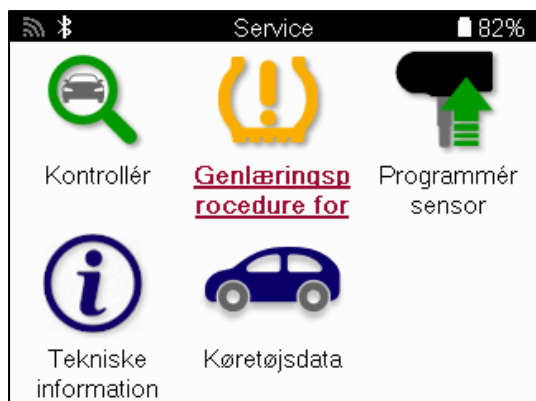 Service
82%
Kontrollér
Genlæringsp
rocedure for
Programmér
sensor
Tekniske
information
Køretøjsdata